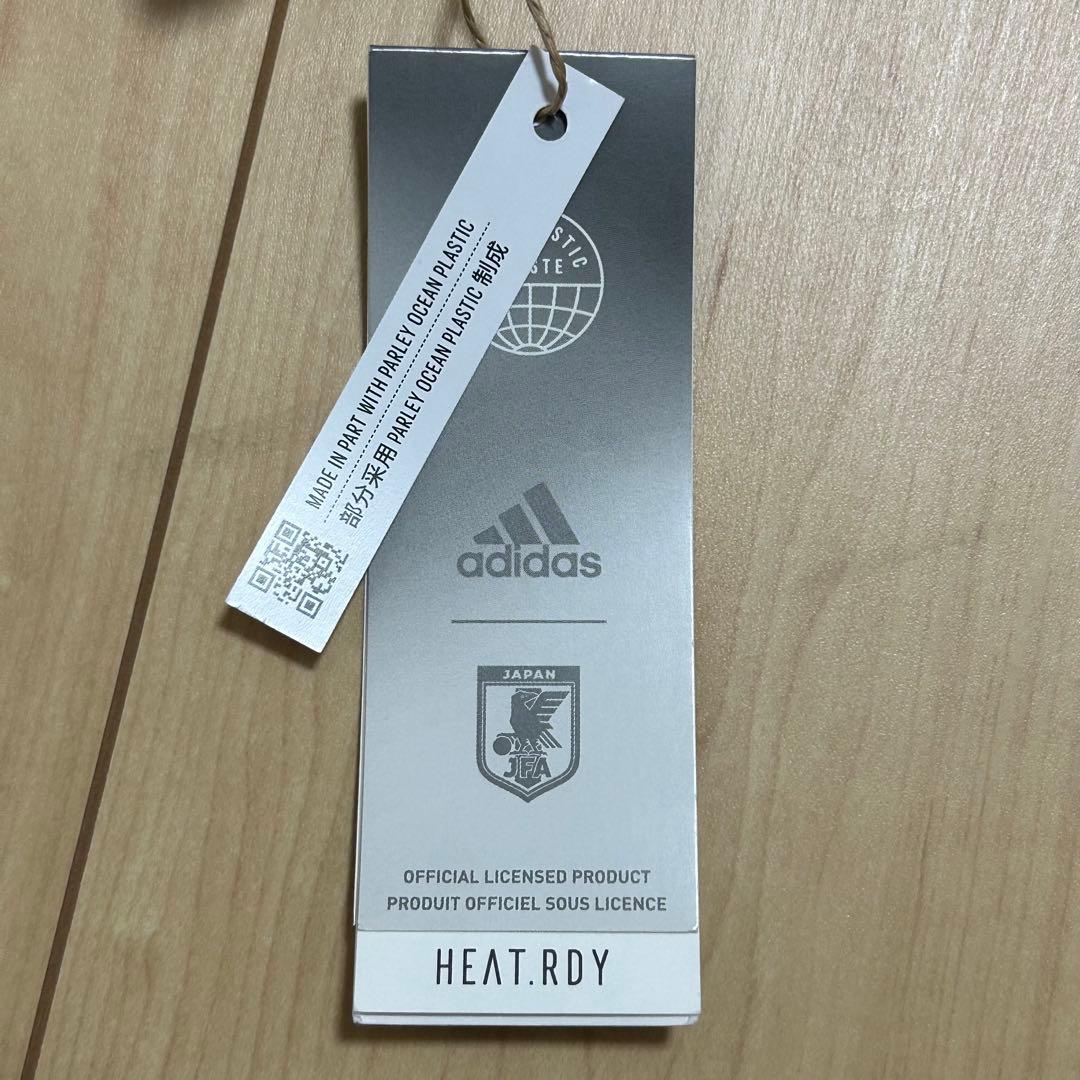 MADE IN PART WITH PARLEY OCEAN PLASTIC
部分采用 PARLEY OCEAN PLASTIC 制成
adidas
JAPAN
JFA
OFFICIAL LICENSED PRODUCT
PRODUIT OFFICIEL SOUS LICENCE
HEAT.RDY